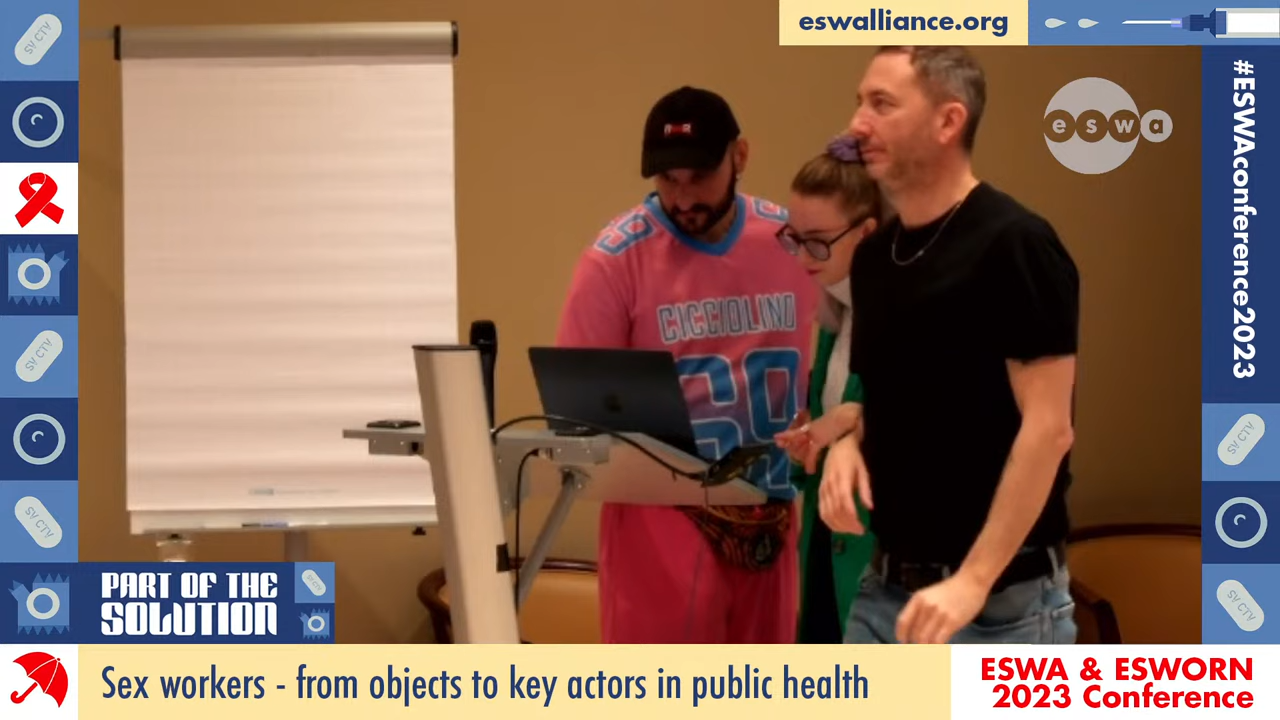 eswalliance.org
eswa
#ESWAconference2023
69
CICCIOLINO
69
PART OF THE
SOLUTION
Sex workers - from objects to key actors in public health
ESWA & ESWORN
2023 Conference